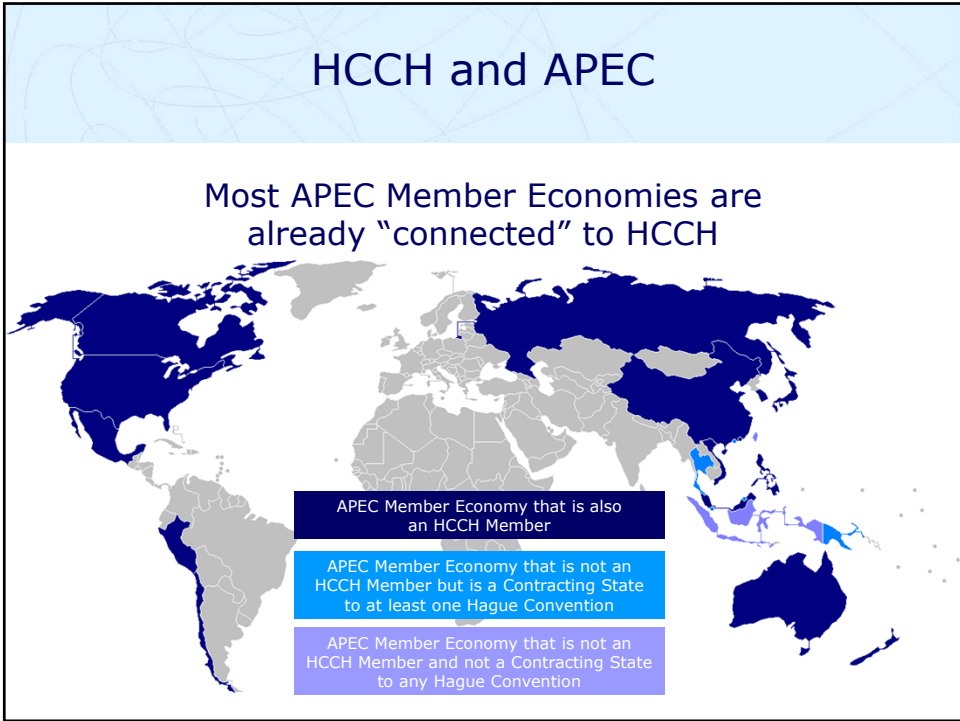 HCCH and APEC
Most APEC Member Economies are
already “connected” to HCCH
APEC Member Economy that is also
an HCCH Member
APEC Member Economy that is not an
HCCH Member but is a Contracting State
to at least one Hague Convention
APEC Member Economy that is not an
HCCH Member and not a Contracting State
to any Hague Convention